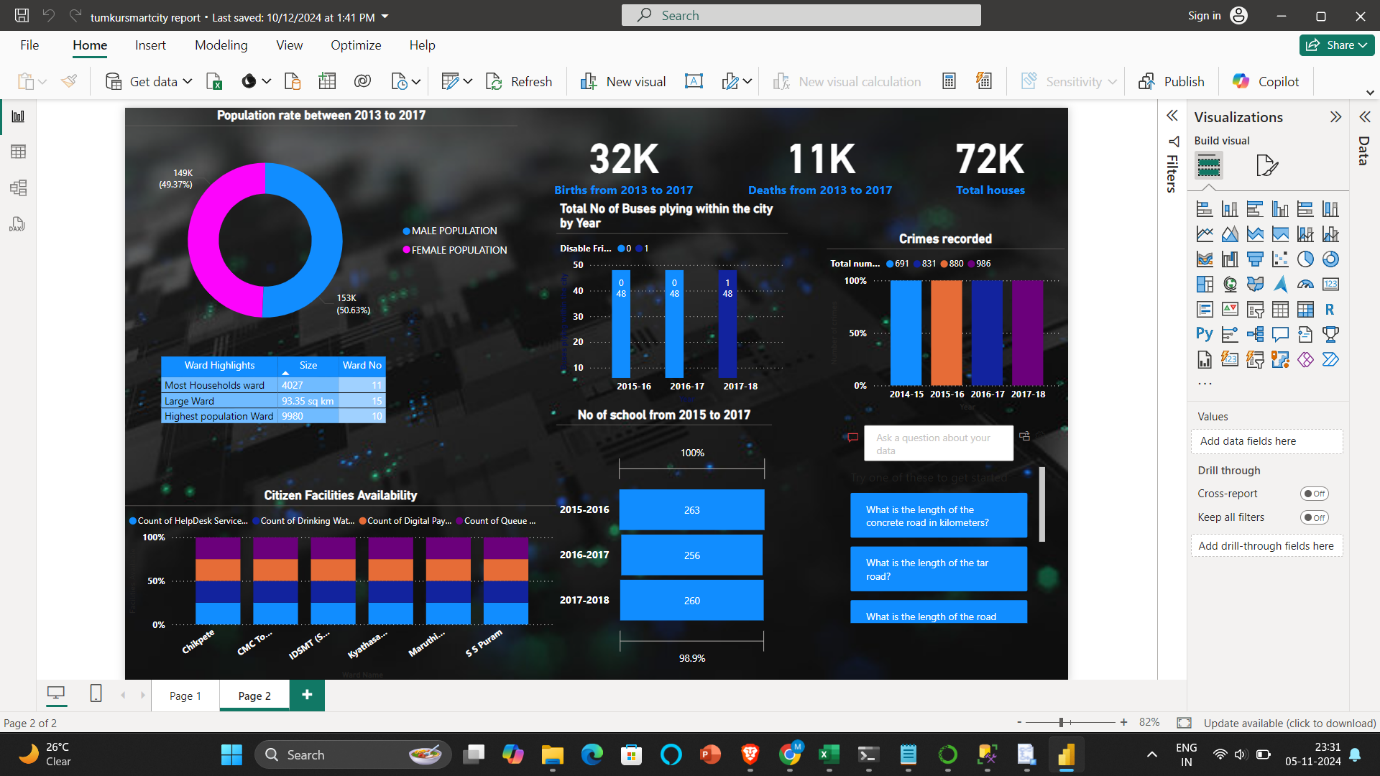 tumkursmartcity report • Last saved: 10/12/2024 at 1:41 PM
Search
Sign in
File
Home
Insert
Modeling
View
Optimize
Help
Share
Get data
Refresh
New visual
New visual calculation
Sensitivity
Publish
Copilot
Population rate between 2013 to 2017
149K
(49.37%)
153K
(50.63%)
MALE POPULATION
FEMALE POPULATION
32K
Births from 2013 to 2017
11K
Deaths from 2013 to 2017
72K
Total houses
Total No of Buses plying within the city
by Year
Disable Fri...
0
1
50
40
30
20
10
0
48
0
48
1
48
2015-16
2016-17
2017-18
Crimes recorded
Total num...
691
831
880
986
100%
50%
0%
2014-15
2015-16
2016-17
2017-18
Ward Highlights Size Ward No
Most Households ward 4027 11
Large Ward 93.35 sq km 15
Highest population Ward 9980 10
No of school from 2015 to 2017
100%
2015-2016
263
2016-2017
256
2017-2018
260
98.9%
Ask a question about your
data
Try one of these to get started
What is the length of the
concrete road in kilometers?
What is the length of the tar
road?
What is the length of the road
Citizen Facilities Availability
Count of HelpDesk Service...
Count of Drinking Wat...
Count of Digital Pay...
Count of Queue ...
100%
50%
0%
Chikpete
CMC To...
IDSMT (S...
Kyathasa...
Maruthi...
S S Puram
Ward Name
Filters
Visualizations
Build visual
R
Py
123
Values
Add data fields here
Drill through
Cross-report
Off
Keep all filters
Off
Add drill-through fields here
Data
DAX
Page 1
Page 2
Page 2 of 2
- + 82%
Update available (click to download)
26°C
Clear
Search
ENG
IN
23:31
05-11-2024